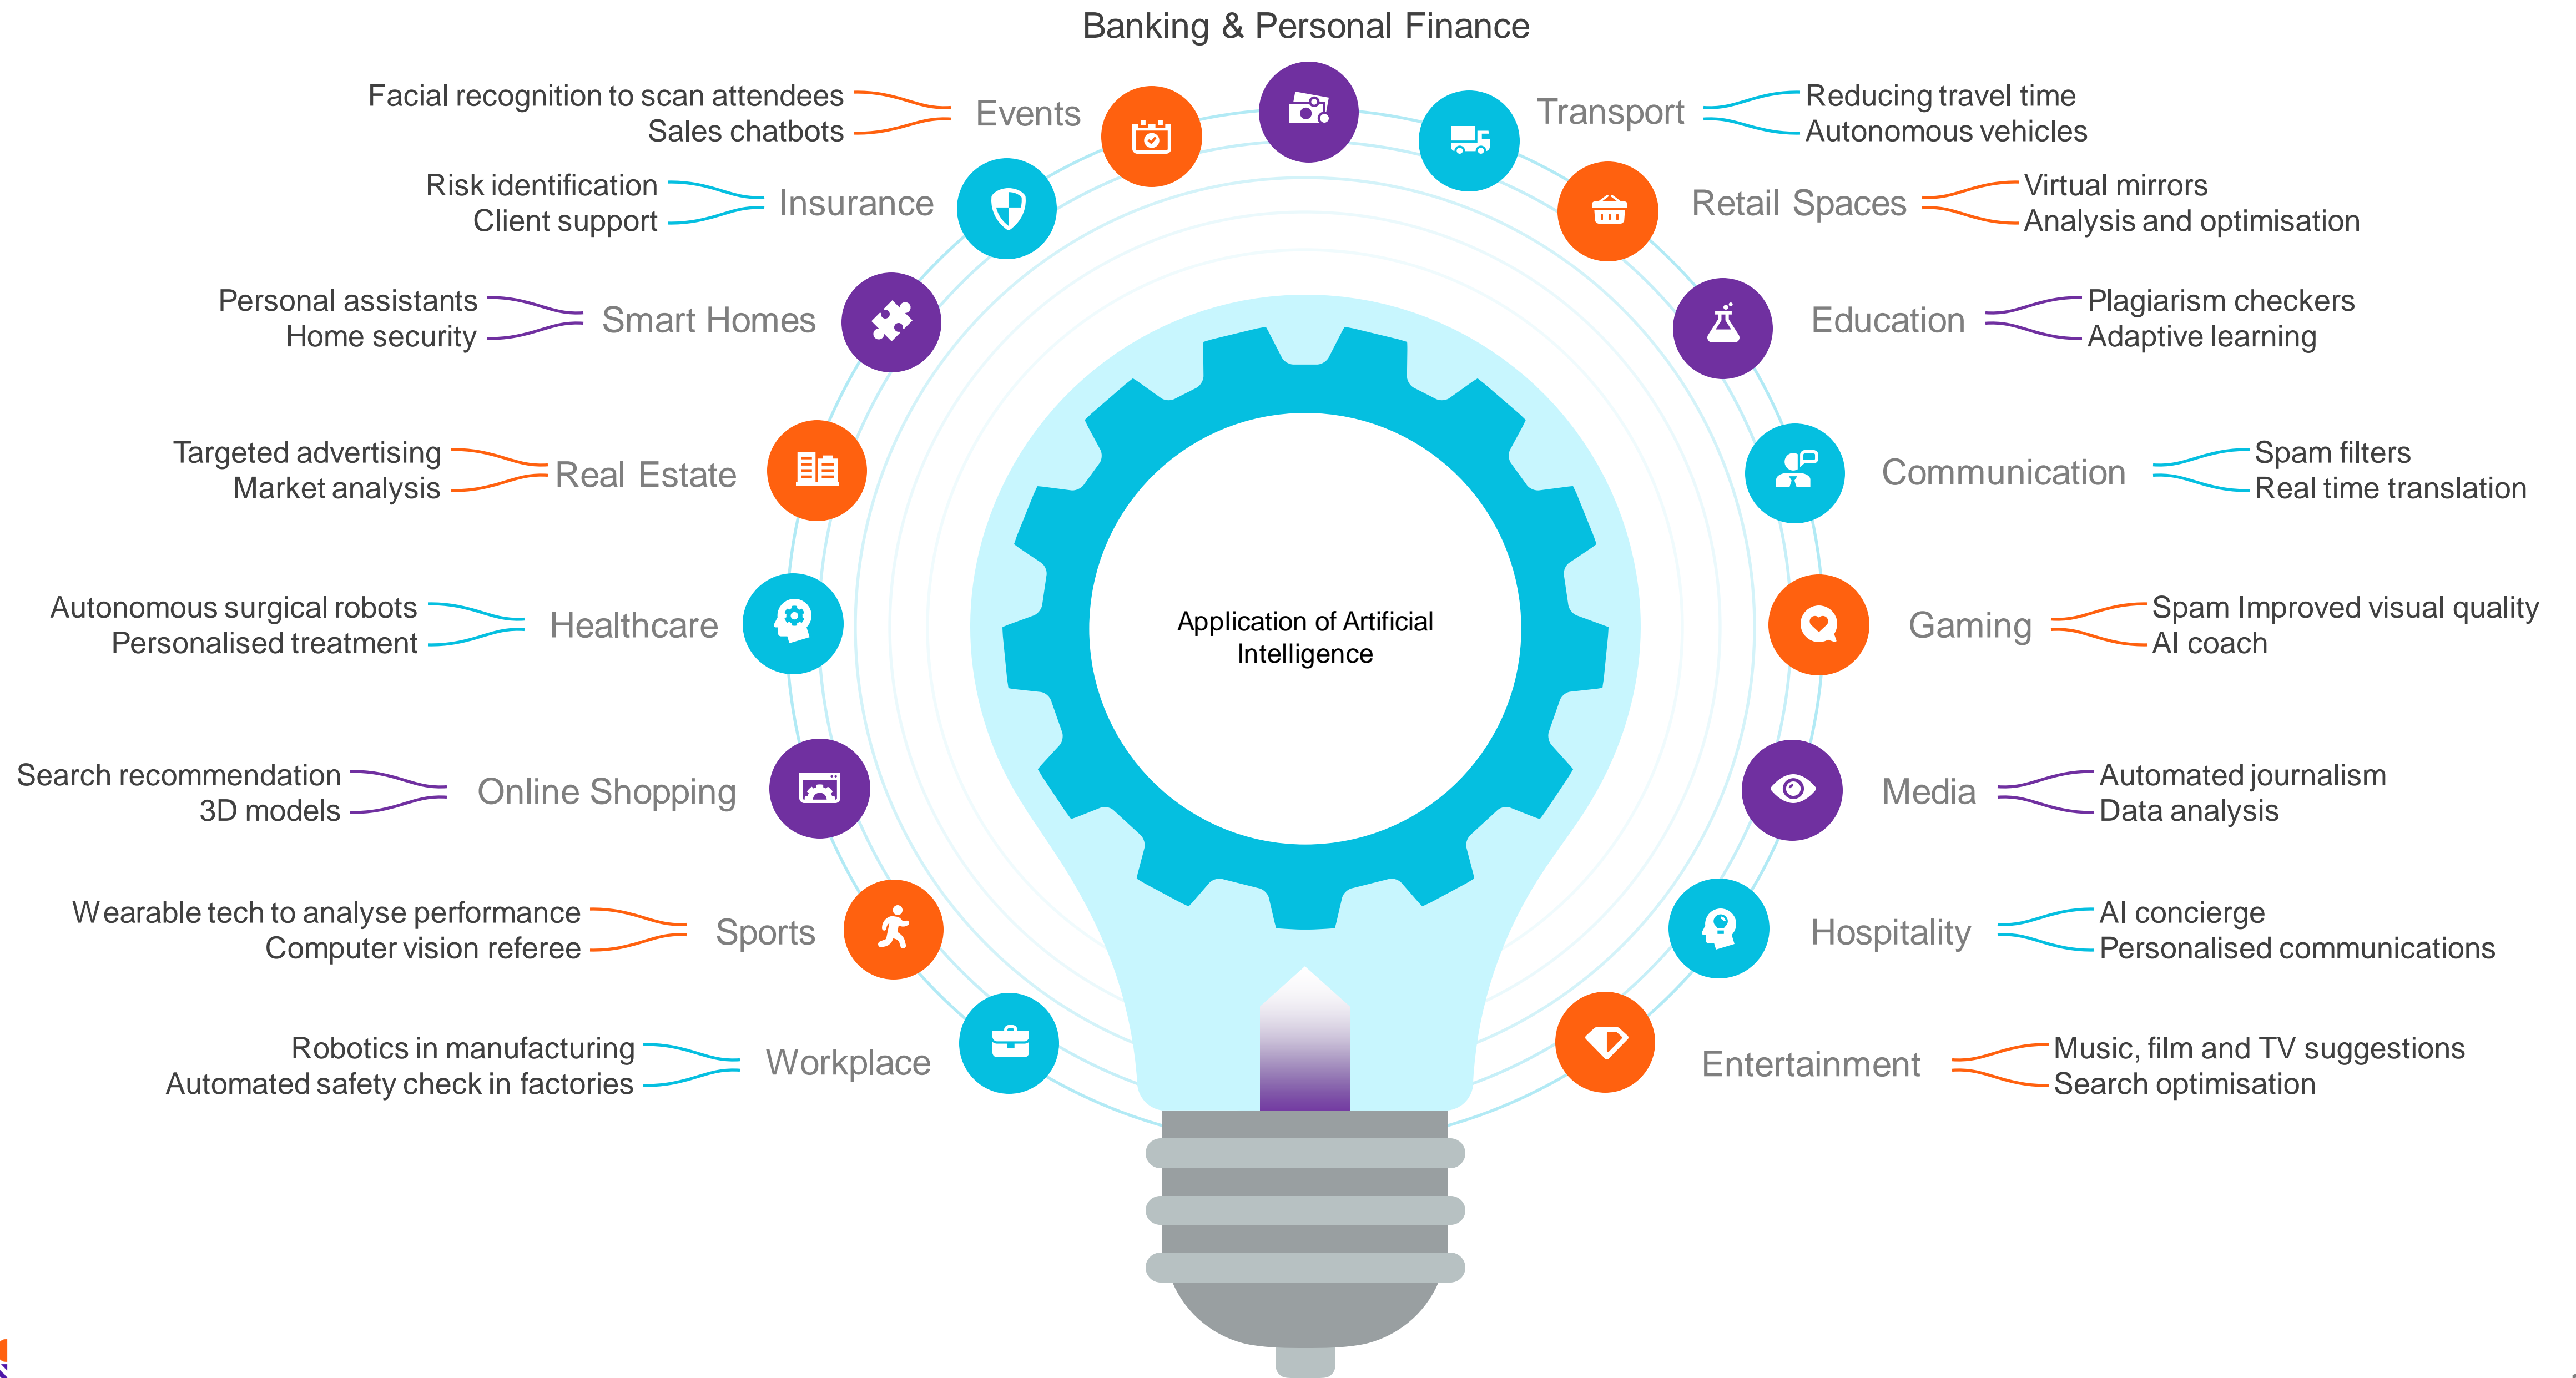 Banking & Personal Finance
Facial recognition to scan attendees
Sales chatbots
Events
Risk identification
Client support
Insurance
Personal assistants
Home security
Smart Homes
Targeted advertising
Market analysis
Real Estate
Autonomous surgical robots
Personalised treatment
Healthcare
Search recommendation
3D models
Online Shopping
Wearable tech to analyse performance
Computer vision referee
Sports
Robotics in manufacturing
Automated safety check in factories
Workplace
Application of Artificial
Intelligence
Transport
Reducing travel time
Autonomous vehicles
Retail Spaces
Virtual mirrors
Analysis and optimisation
Education
Plagiarism checkers
Adaptive learning
Communication
Spam filters
Real time translation
Gaming
Spam Improved visual quality
AI coach
Media
Automated journalism
Data analysis
Hospitality
AI concierge
Personalised communications
Entertainment
Music, film and TV suggestions
Search optimisation